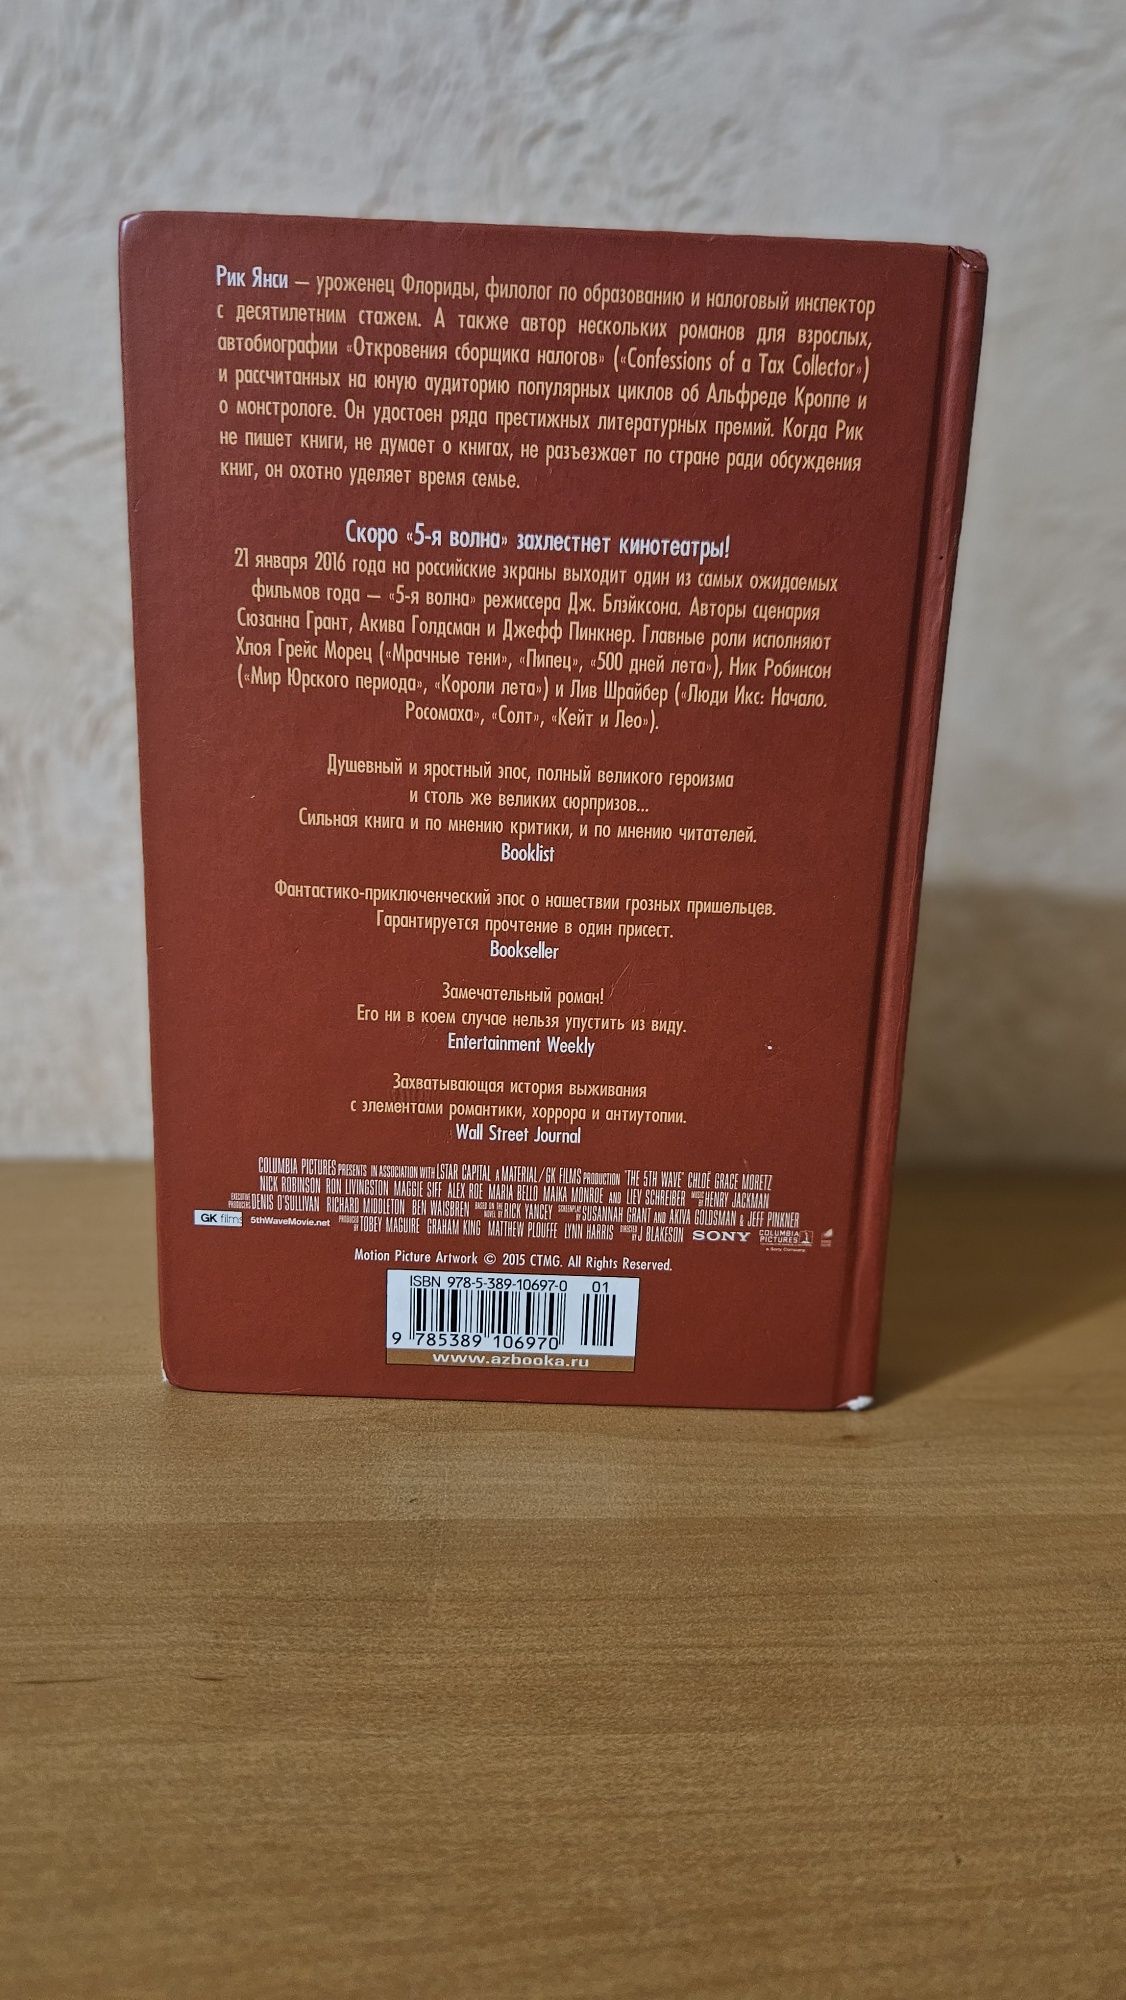 Рик Янси — уроженец Флориды, филолог по образованию и налоговый инспектор
с десятилетним стажем. А также автор нескольких романов для взрослых,
автобиографии «Откровения сборщика налогов» («Confessions of a Tax Collector»)
и рассчитанных на юную аудиторию популярных циклов об Альфреде Кроппе и
о монстрологе. Он удостоен ряда престижных литературных премий. Когда Рик
не пишет книги, не думает о книгах, не разъезжает по стране ради обсуждения
книг, он охотно уделяет время семье.
Скоро «5-я волна» захлестнет кинотеатры!
21 января 2016 года на российские экраны выходит один из самых ожидаемых
фильмов года — «5-я волна» режиссера Дж. Блэйксона. Авторы сценария
Сюзанна Грант, Акива Голдсман и Джефф Пинкнер. Главные роли исполняют
Хлоя Грейс Морец («Мрачные тени», «Пипец», «500 дней лета»), Ник Робинсон
(«Мир Юрского периода», «Короли лета») и Лив Шрайбер («Люди Икс: Начало.
Росомаха», «Солт», «Кейт и Лео»).
Душевный и яростный эпос, полный великого героизма
и столь же великих сюрпризов...
Сильная книга и по мнению критики, и по мнению читателей.
Booklist
Фантастико-приключенческий эпос о нашествии грозных пришельцев.
Гарантируется прочтение в один присест.
Bookseller
Замечательный роман!
Его ни в коем случае нельзя упустить из виду.
Entertainment Weekly
Захватывающая история выживания
с элементами романтики, хоррора и антиутопии.
Wall Street Journal
COLUMBIA PICTURES PRESENTS IN ASSOCIATION WITH LSTAR CAPITAL A MATERIAL/GK FILMS PRODUCTION "THE 5TH WAVE" CHLOË GRACE MORETZ
NICK ROBINSON RON LIVINGSTON MAGGIE SIFF ALEX ROE MARIA BELLO MAIKA MONROE AND LIEV SCHREIBER MUSIC BY HENRY JACKMAN
EXECUTIVE PRODUCERS DENIS O'SULLIVAN RICHARD MIDDLETON BEN WAISBREN BASED ON THE NOVEL BY RICK YANCEY SCREENPLAY BY SUSANNAH GRANT AND AKIVA GOLDSMAN & JEFF PINKNER
GK films 5thWaveMovie.net PRODUCED BY TOBEY MAGUIRE GRAHAM KING MATTHEW PLOUFFE LYNN HARRIS DIRECTED BY J BLAKESON SONY COLUMBIA PICTURES
a Sony Company
Motion Picture Artwork © 2015 CTMG. All Rights Reserved.
ISBN 978-5-389-10697-0 01
9 785389 106970
www.azbooka.ru